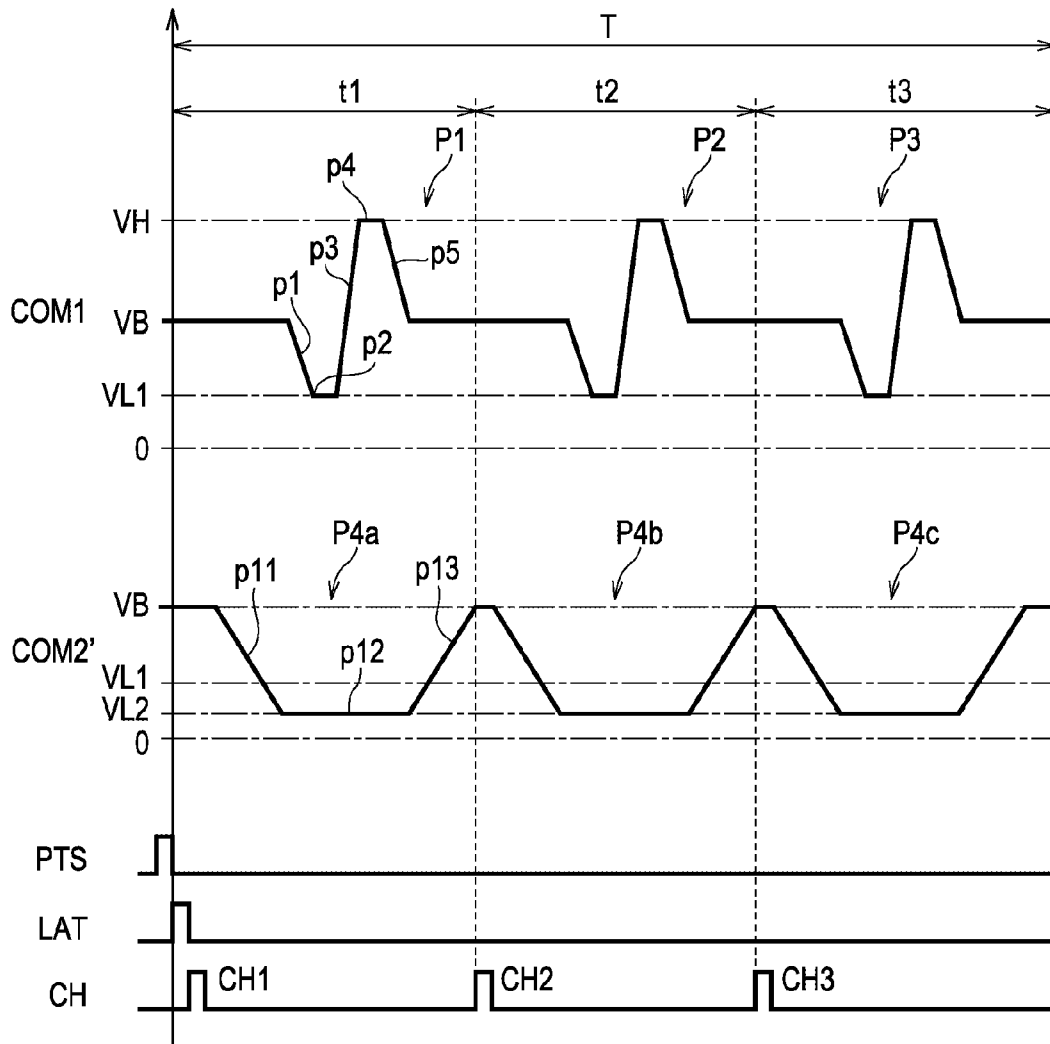 T
t1 t2 t3
P1 P2 P3
p4
VH
p3 p5
p1
COM1 VB
p2
VL1
0
P4a P4b P4c
p11 p13
VB
COM2'
p12
VL1
VL2
0
PTS
LAT
CH CH1 CH2 CH3